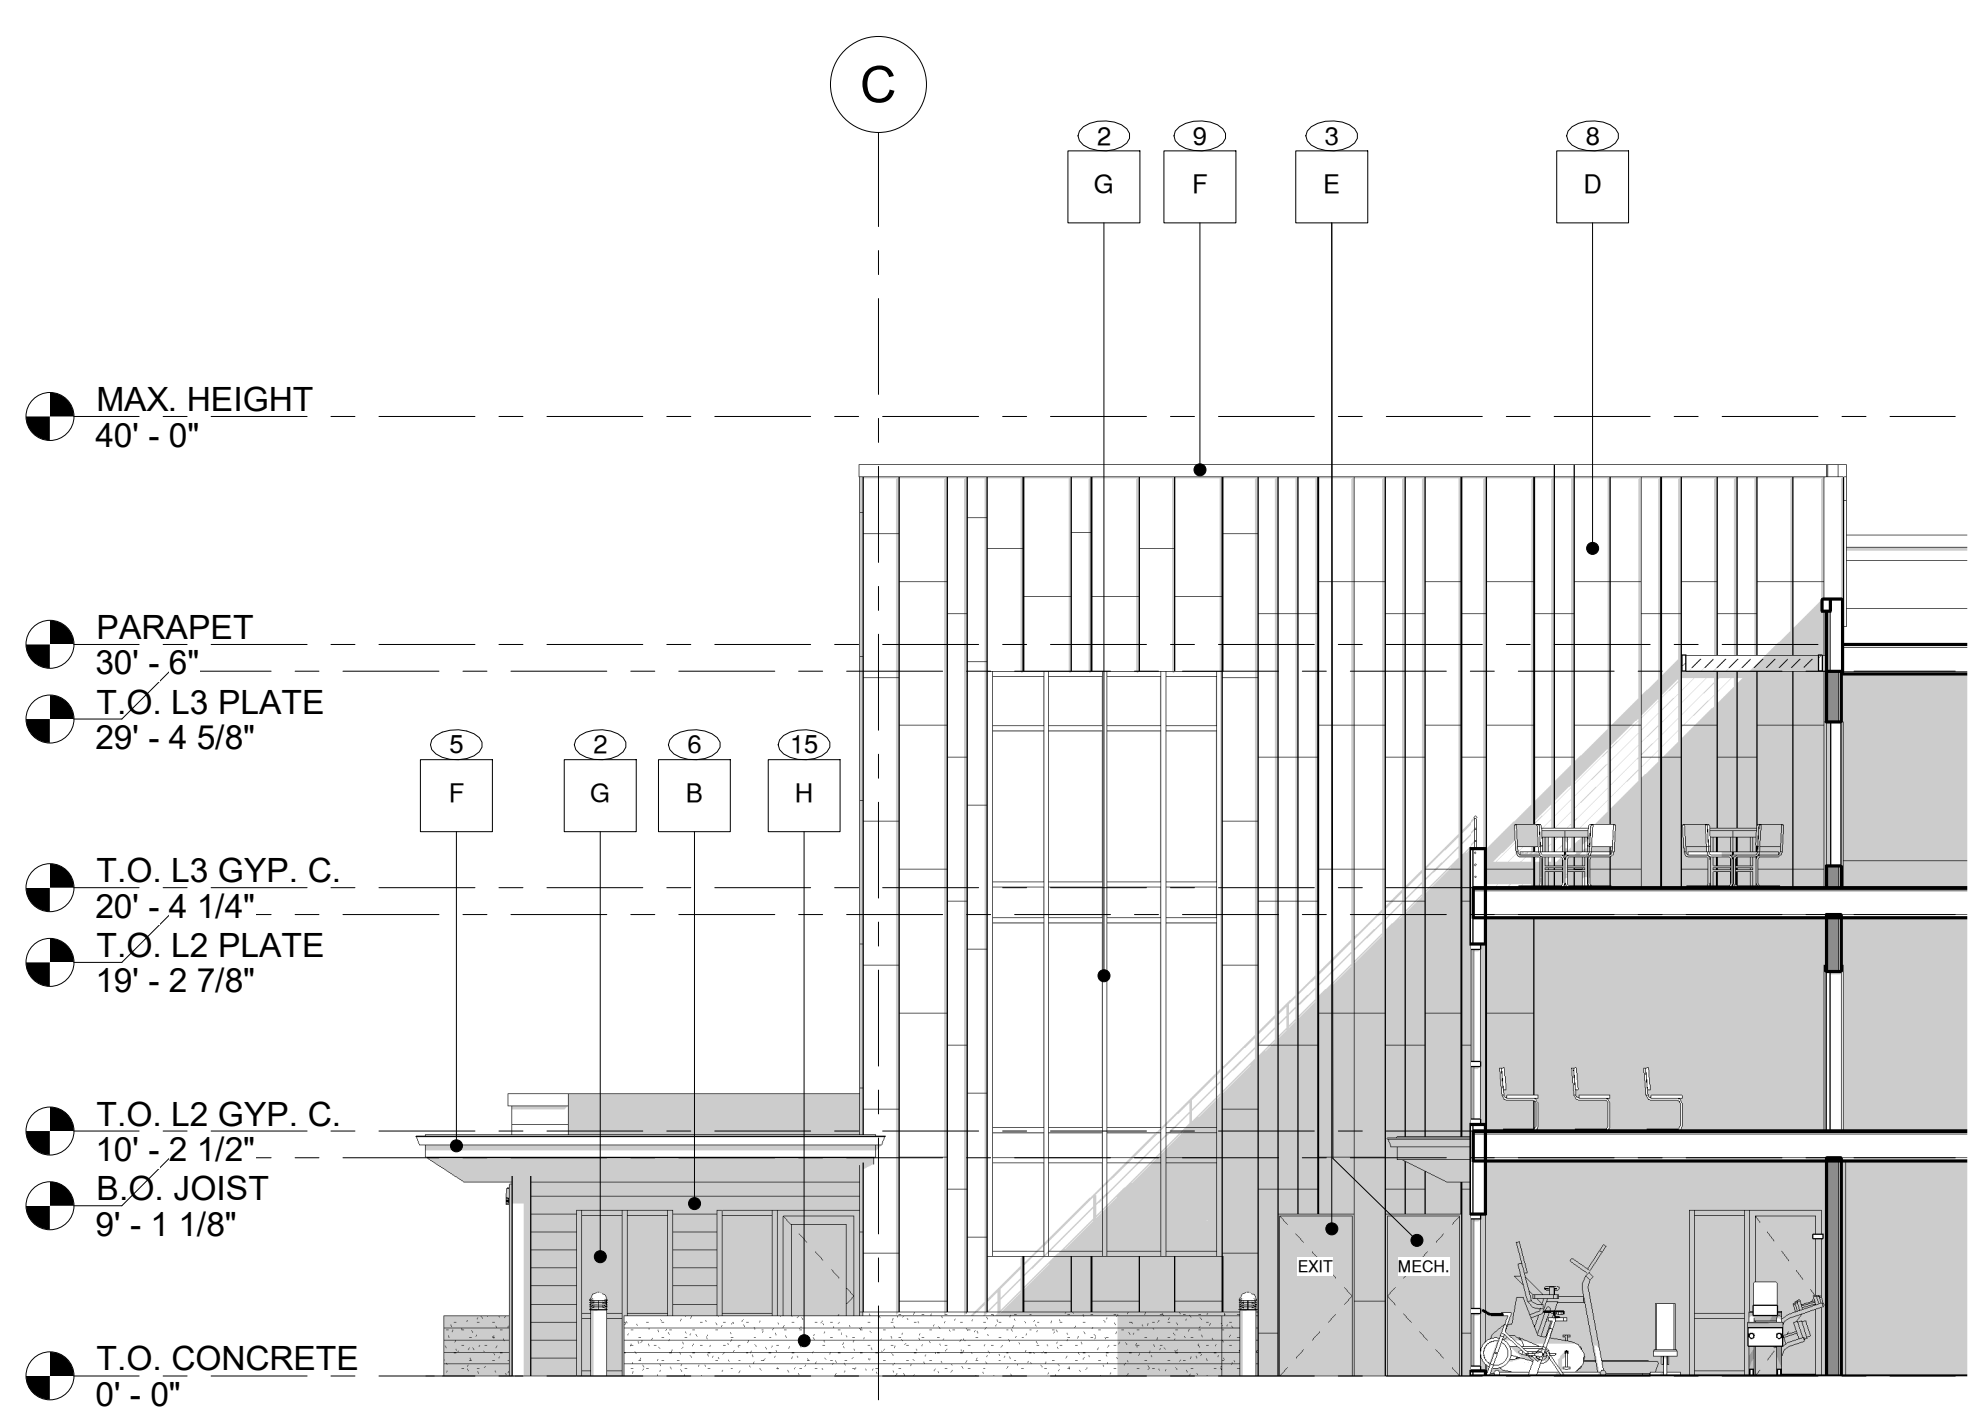 C
2
9
3
8
G
F
E
D
MAX. HEIGHT
40' - 0"
PARAPET
30' - 6"
T.O. L3 PLATE
29' - 4 5/8"
5
2
6
15
F
G
B
H
T.O. L3 GYP. C.
20' - 4 1/4"
T.O. L2 PLATE
19' - 2 7/8"
T.O. L2 GYP. C.
10' - 2 1/2"
B.O. JOIST
9' - 1 1/8"
EXIT
MECH.
T.O. CONCRETE
0' - 0"